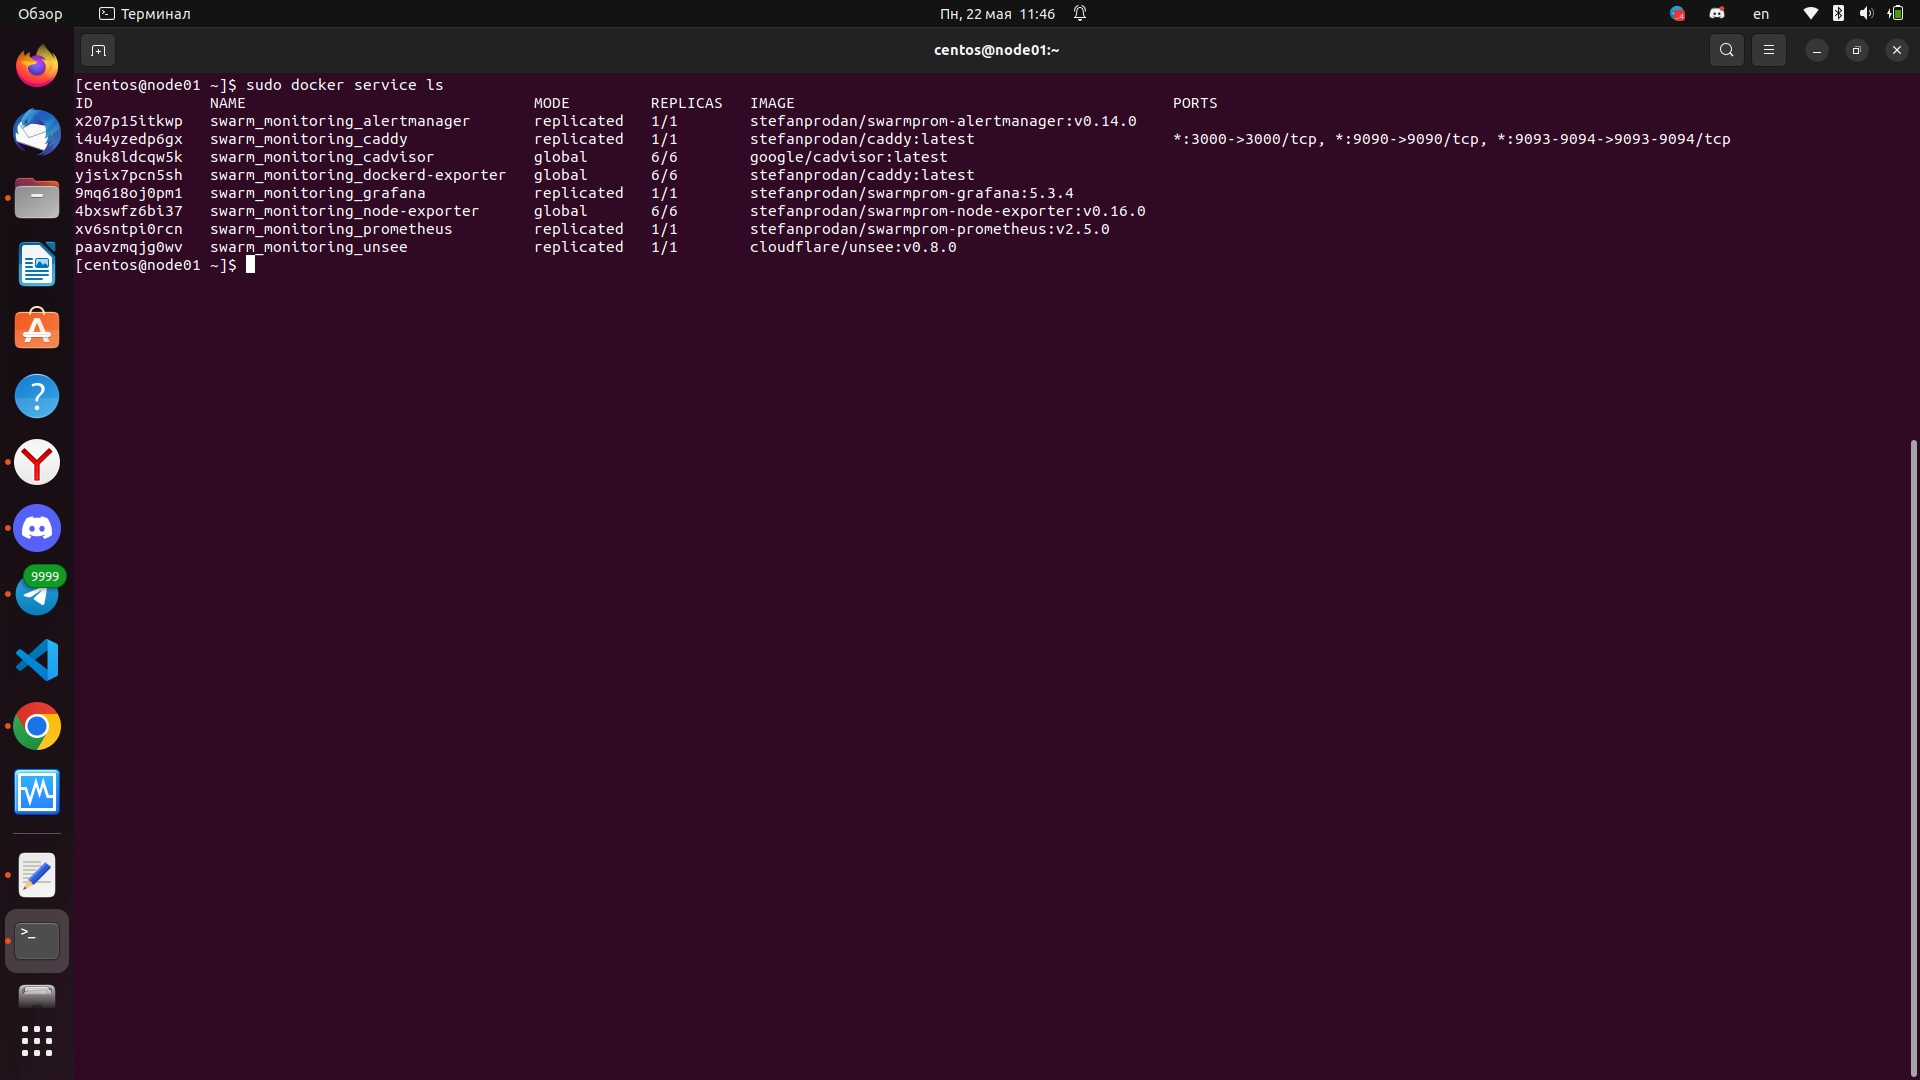 Обзор Терминал Пн, 22 мая 11:46 en
centos@node01:~
[centos@node01 ~]$ sudo docker service ls
ID NAME MODE REPLICAS IMAGE PORTS
x207p15itkwp swarm_monitoring_alertmanager replicated 1/1 stefanprodan/swarmprom-alertmanager:v0.14.0
i4u4yzedp6gx swarm_monitoring_caddy replicated 1/1 stefanprodan/caddy:latest *:3000->3000/tcp, *:9090->9090/tcp, *:9093-9094->9093-9094/tcp
8nuk8ldcqw5k swarm_monitoring_cadvisor global 6/6 google/cadvisor:latest
yjsix7pcn5sh swarm_monitoring_dockerd-exporter global 6/6 stefanprodan/caddy:latest
9mq618oj0pm1 swarm_monitoring_grafana replicated 1/1 stefanprodan/swarmprom-grafana:5.3.4
4bxswfz6bi37 swarm_monitoring_node-exporter global 6/6 stefanprodan/swarmprom-node-exporter:v0.16.0
xv6sntpi0rcn swarm_monitoring_prometheus replicated 1/1 stefanprodan/swarmprom-prometheus:v2.5.0
paavzmqjg0wv swarm_monitoring_unsee replicated 1/1 cloudflare/unsee:v0.8.0
[centos@node01 ~]$
9999